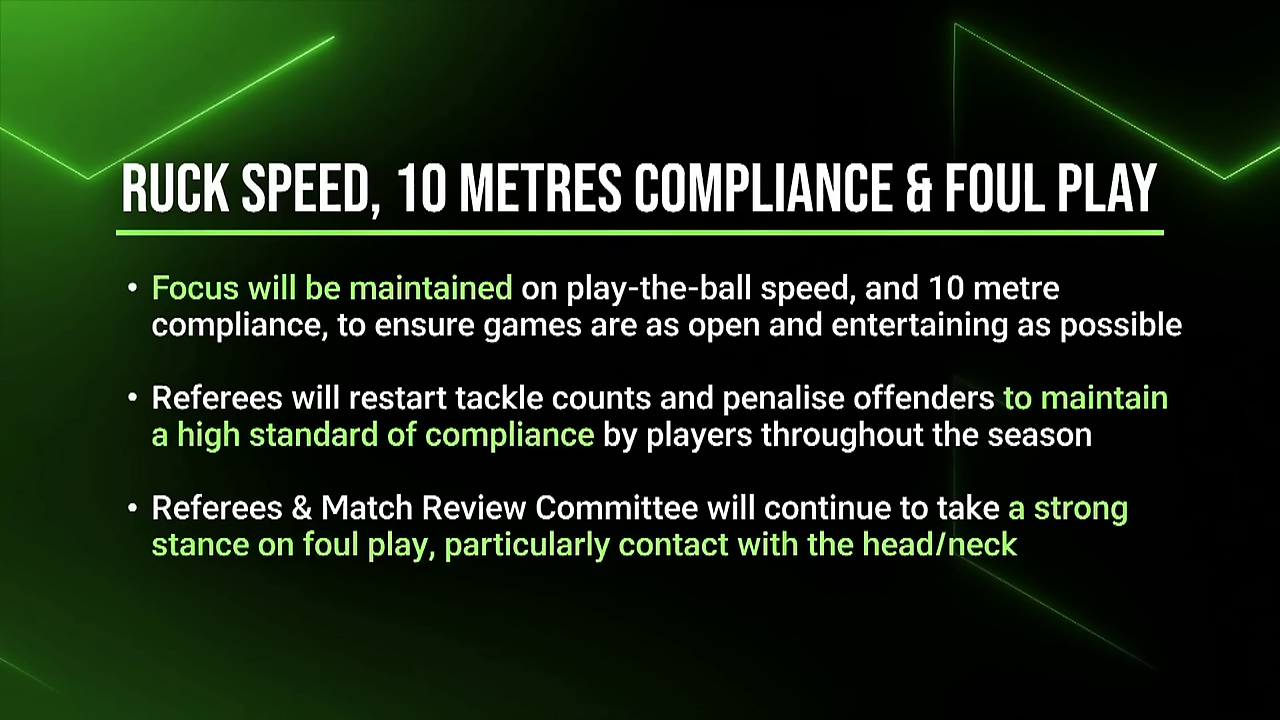 RUCK SPEED, 10 METRES COMPLIANCE & FOUL PLAY
• Focus will be maintained on play-the-ball speed, and 10 metre
compliance, to ensure games are as open and entertaining as possible
• Referees will restart tackle counts and penalise offenders to maintain
a high standard of compliance by players throughout the season
• Referees & Match Review Committee will continue to take a strong
stance on foul play, particularly contact with the head/neck